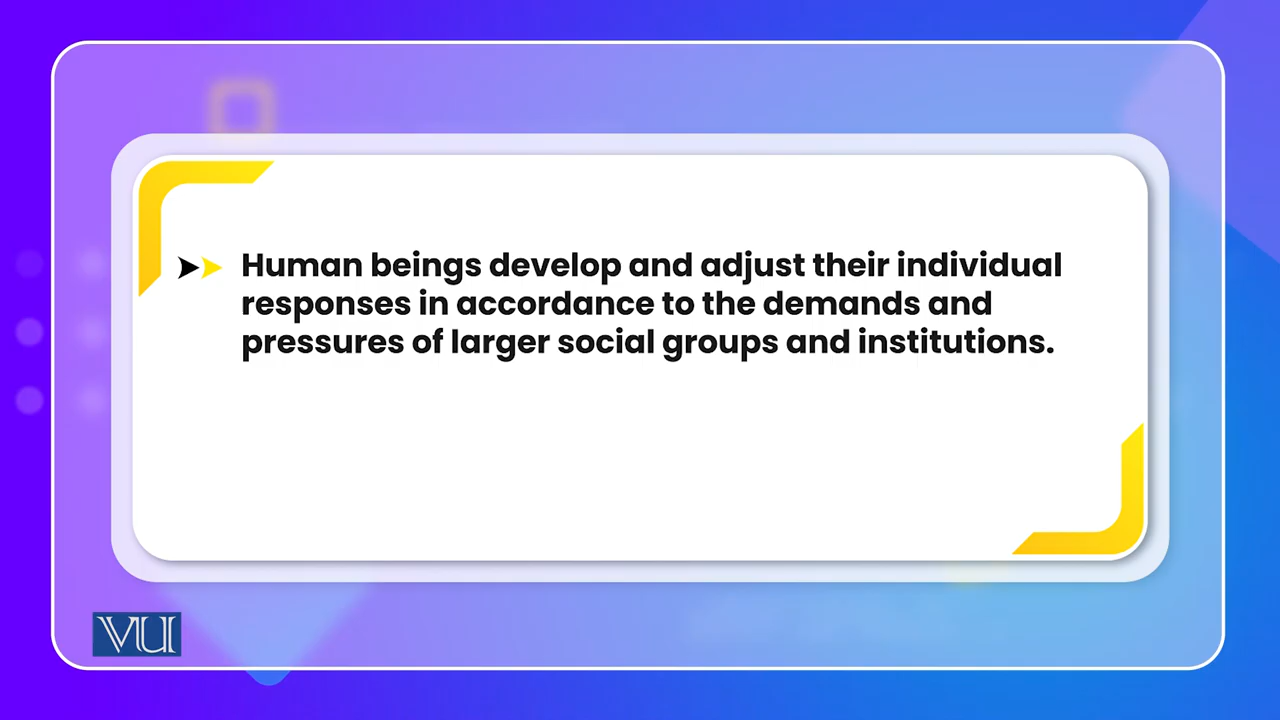 Human beings develop and adjust their individual
responses in accordance to the demands and
pressures of larger social groups and institutions.
VU